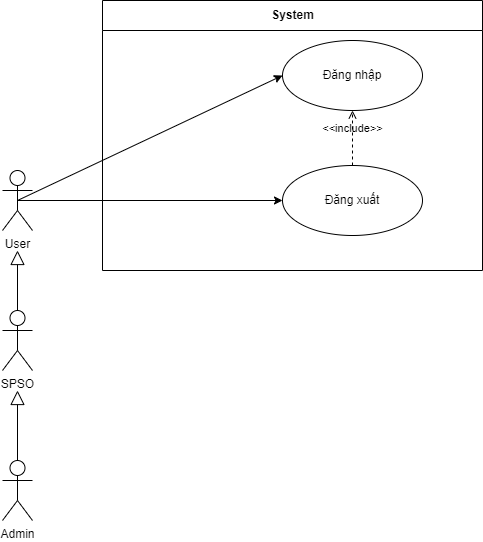 System
Đăng nhập
<<include>>
Đăng xuất
User
SPSO
Admin